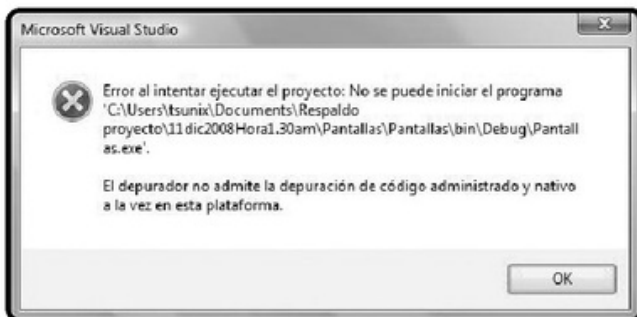 Microsoft Visual Studio
Error al intentar ejecutar el proyecto: No se puede iniciar el programa
'C:\Users\tsunix\Documents\Respaldo
proyecto\11dic2008Hora1.30am\Pantallas\Pantallas\bin\Debug\Pantall
as.exe'.
El depurador no admite la depuración de código administrado y nativo
a la vez en esta plataforma.
OK